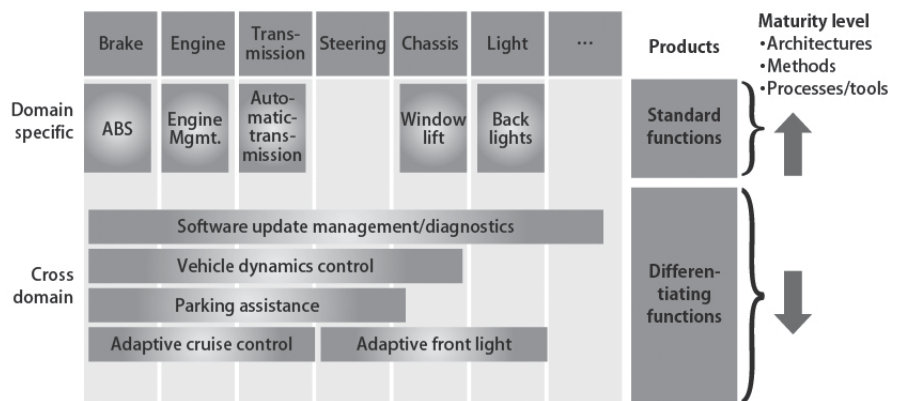 Brake
Engine
Trans-
mission
Steering
Chassis
Light
...
Products
Maturity level
•Architectures
•Methods
•Processes/tools
Domain
specific
ABS
Engine
Mgmt.
Auto-
matic-
trans-
mission
Window
lift
Back
lights
Standard
functions
Cross
domain
Software update management/diagnostics
Vehicle dynamics control
Parking assistance
Adaptive cruise control
Adaptive front light
Differen-
tiating
functions